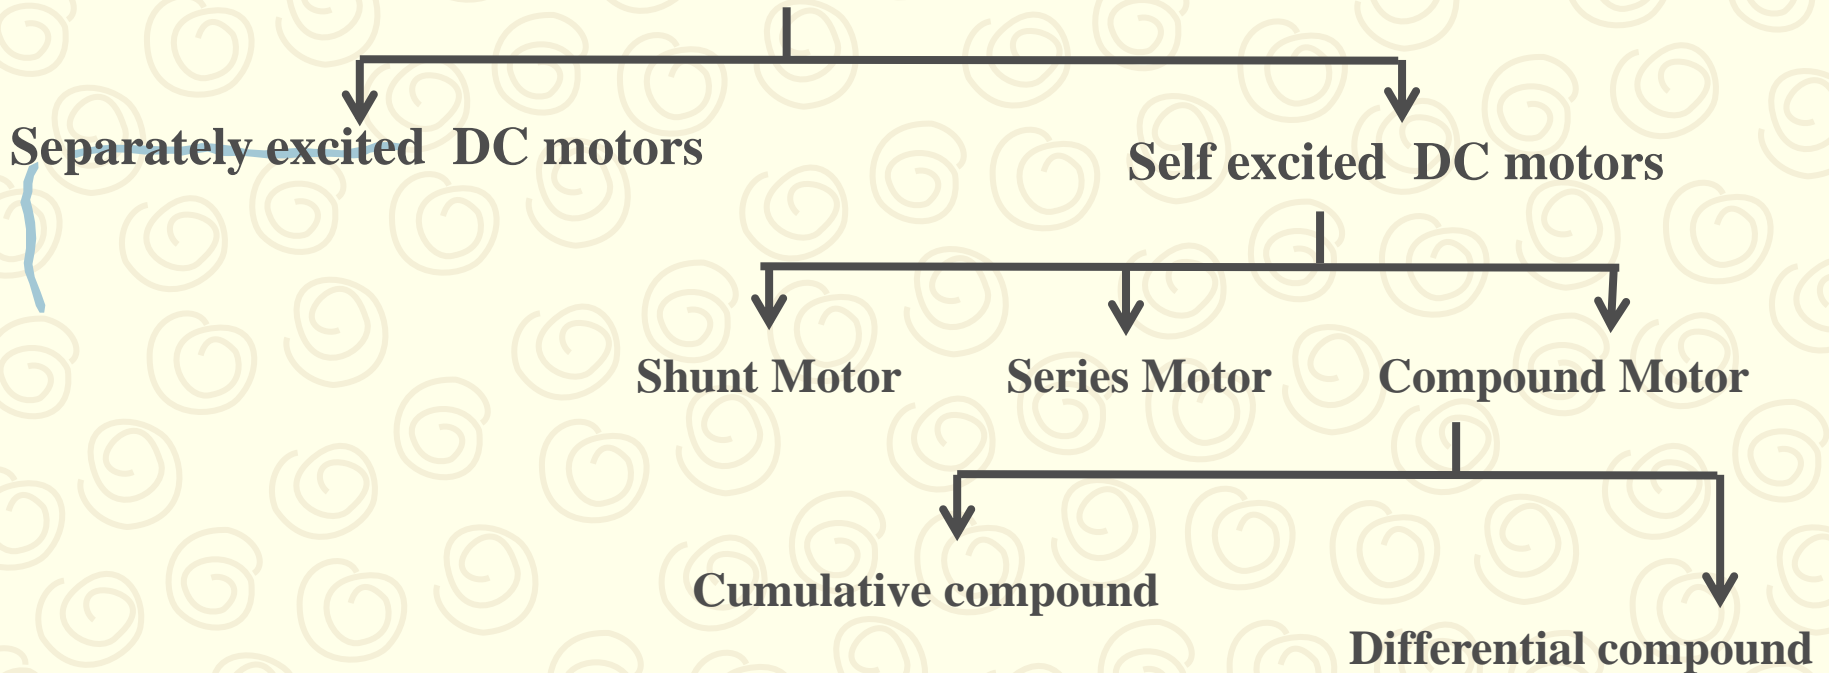 Separately excited DC motors
Self excited DC motors
Shunt Motor
Series Motor
Compound Motor
Cumulative compound
Differential compound